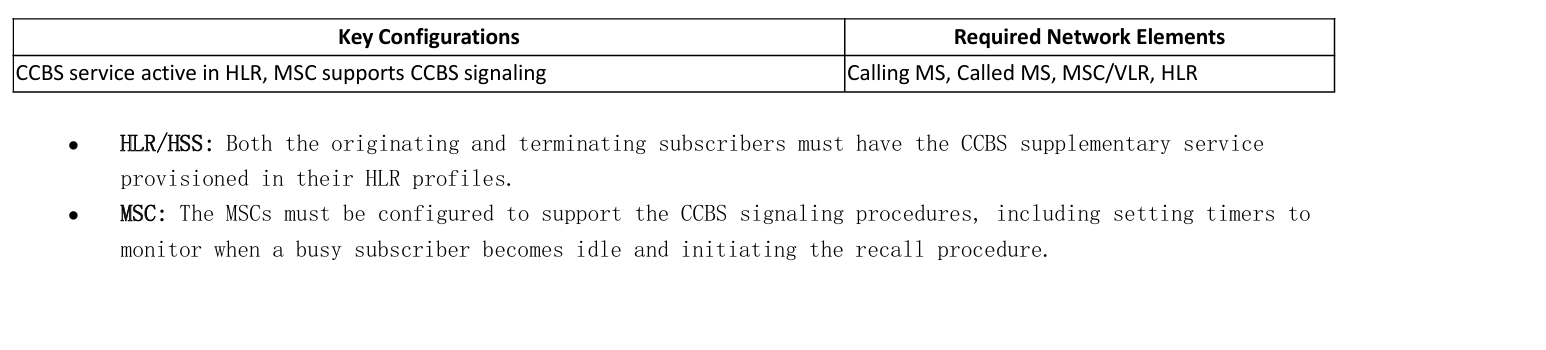 Key Configurations Required Network Elements
CCBS service active in HLR, MSC supports CCBS signaling Calling MS, Called MS, MSC/VLR, HLR
• HLR/HSS: Both the originating and terminating subscribers must have the CCBS supplementary service
provisioned in their HLR profiles.
• MSC: The MSCs must be configured to support the CCBS signaling procedures, including setting timers to
monitor when a busy subscriber becomes idle and initiating the recall procedure.